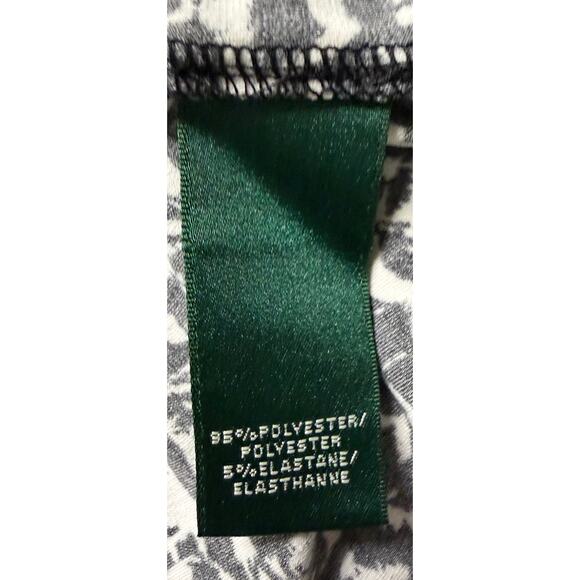 95%POLYESTER/
POLYESTER
5%ELASTANE/
ELASTHANNE